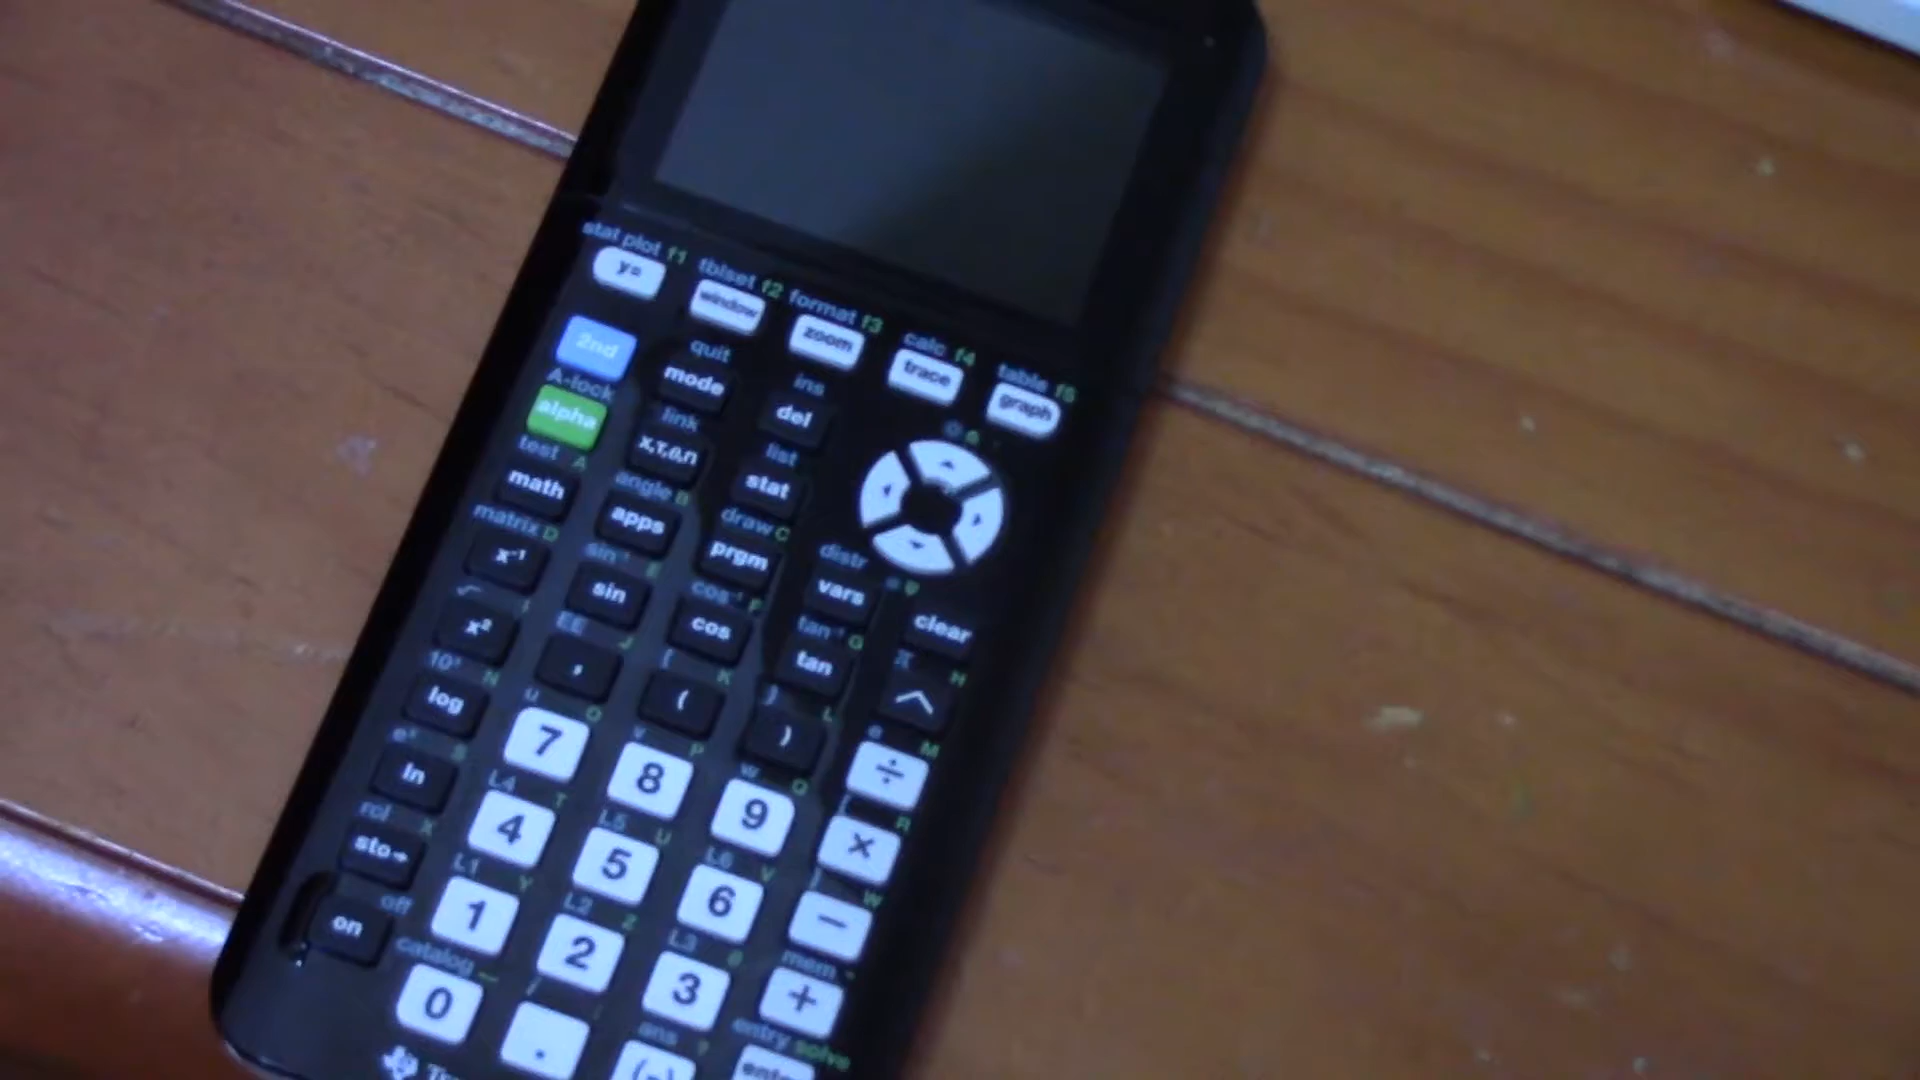 stat plot f1 tblset f2 format f3 calc f4 table f5
y= window zoom trace graph
quit ins
2nd mode del
A-lock link list
alpha X,T,θ,n stat
test A angle B draw C distr
math apps prgm vars clear
matrix D sin⁻¹ E cos⁻¹ F tan⁻¹ G π H
x⁻¹ sin cos tan ^
√ I EE J { K } L e M
x² , ( ) ÷
10ˣ N u O v P w Q [ R
log 7 8 9 ×
eˣ S L4 T L5 U L6 V ] W
ln 4 5 6 −
rcl X L1 Y L2 Z L3 θ mem "
sto→ 1 2 3 +
off catalog _ ans ? entry solve
on 0 . (-)